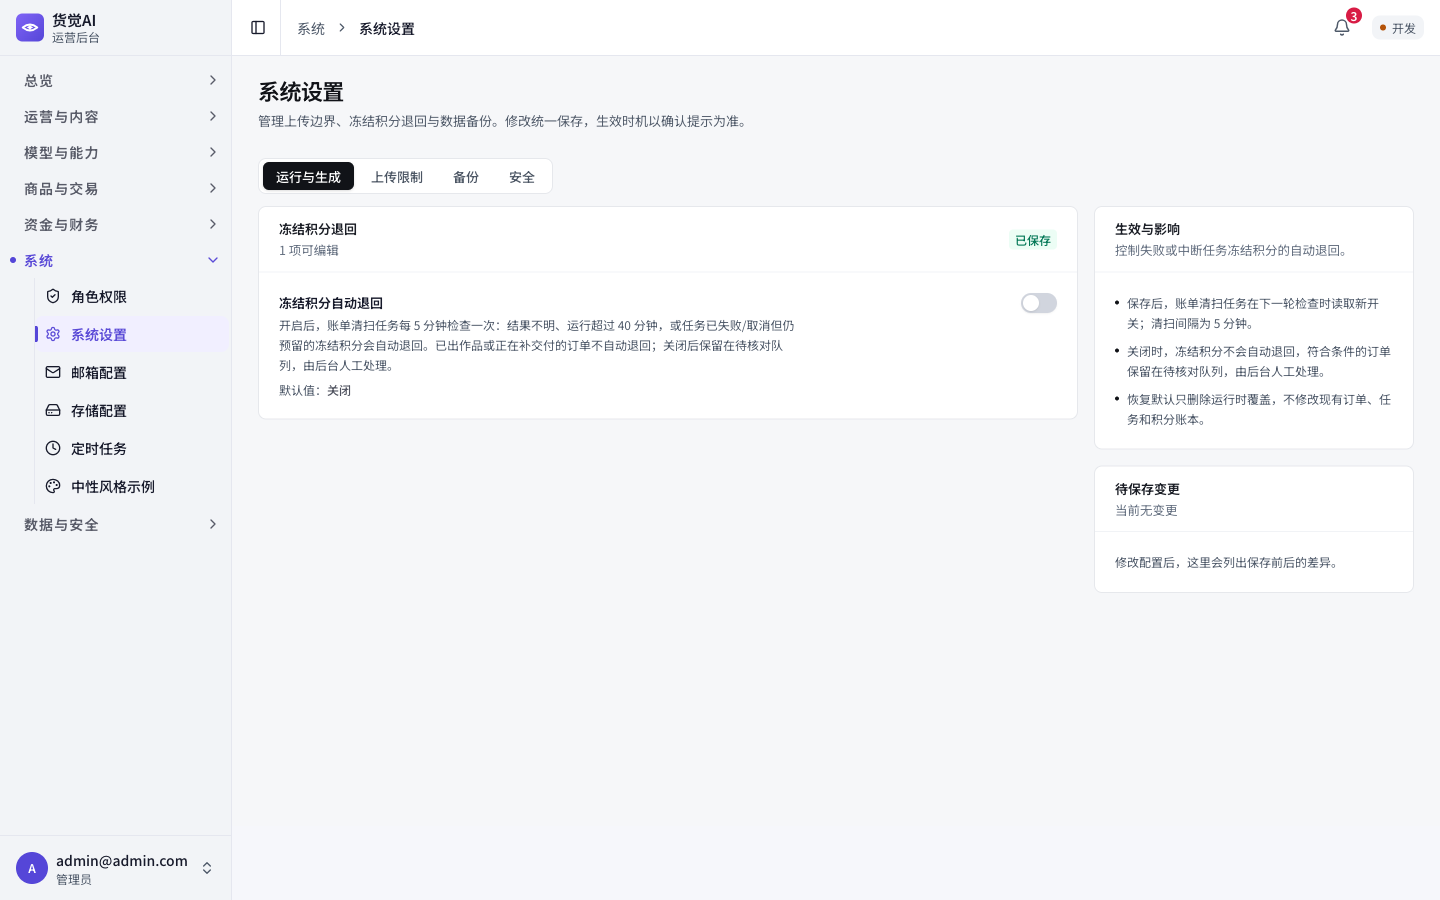 货觉AI
运营后台
总览
运营与内容
模型与能力
商品与交易
资金与财务
系统
角色权限
系统设置
邮箱配置
存储配置
定时任务
中性风格示例
数据与安全
A
admin@admin.com
管理员
系统
系统设置
3
开发
系统设置
管理上传边界、冻结积分退回与数据备份。修改统一保存，生效时机以确认提示为准。
运行与生成
上传限制
备份
安全
冻结积分退回
1 项可编辑
已保存
冻结积分自动退回
开启后，账单清扫任务每 5 分钟检查一次：结果不明、运行超过 40 分钟，或任务已失败/取消但仍
预留的冻结积分会自动退回。已出作品或正在补交付的订单不自动退回；关闭后保留在待核对队
列，由后台人工处理。
默认值：关闭
生效与影响
控制失败或中断任务冻结积分的自动退回。
保存后，账单清扫任务在下一轮检查时读取新开
关；清扫间隔为 5 分钟。
关闭时，冻结积分不会自动退回，符合条件的订单
保留在待核对队列，由后台人工处理。
恢复默认只删除运行时覆盖，不修改现有订单、任
务和积分账本。
待保存变更
当前无变更
修改配置后，这里会列出保存前后的差异。